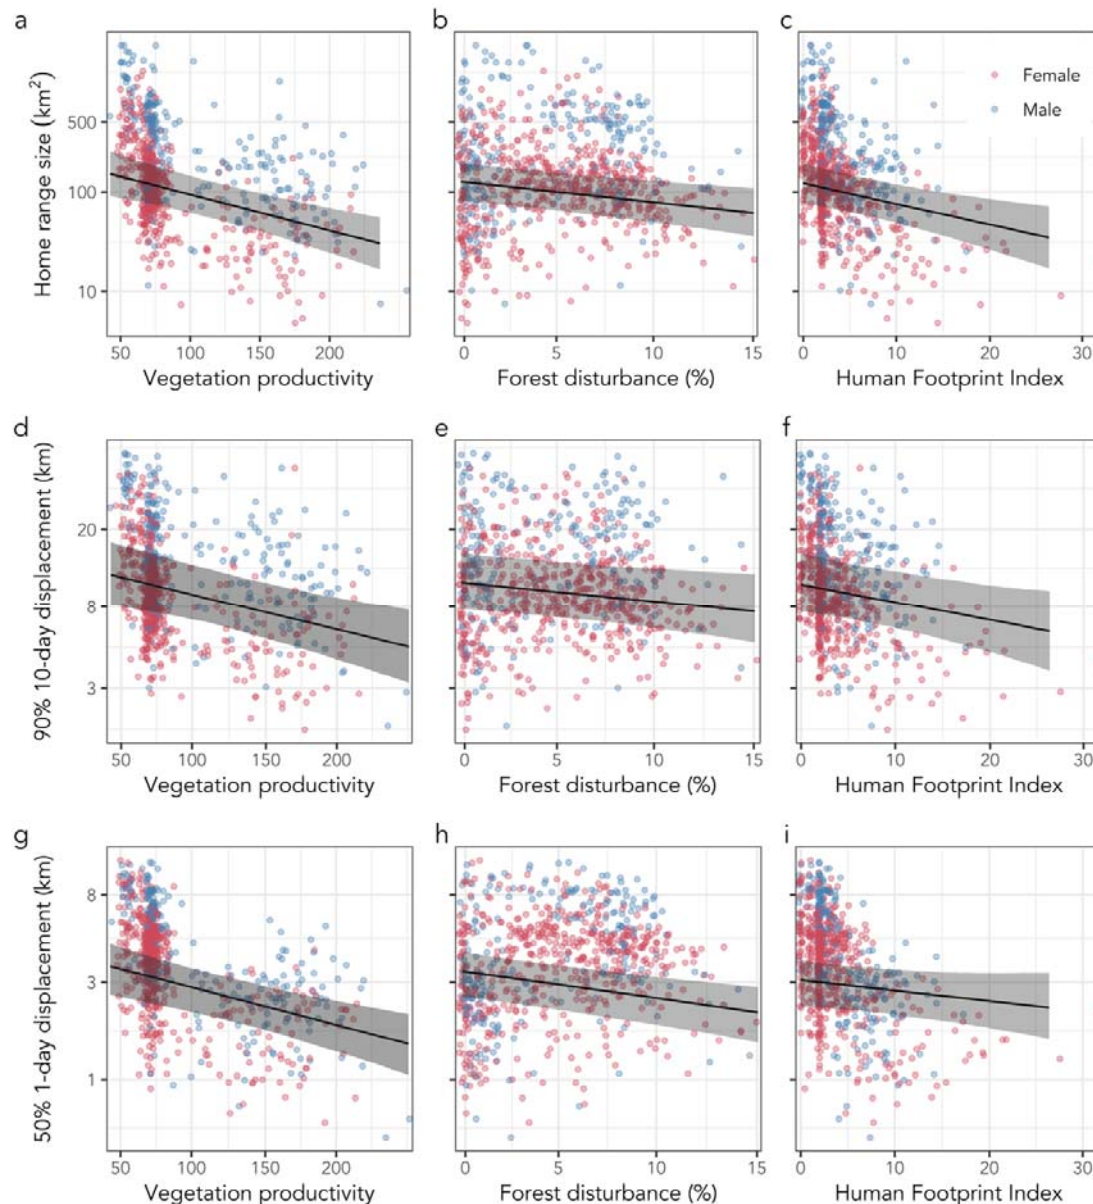 a
b
c
Home range size (km²)
500
100
10
Female
Male
50 100 150 200
0 5 10 15
0 10 20 30
Vegetation productivity
Forest disturbance (%)
Human Footprint Index
d
e
f
90% 10-day displacement (km)
20
8
3
50 100 150 200
0 5 10 15
0 10 20 30
Vegetation productivity
Forest disturbance (%)
Human Footprint Index
g
h
i
50% 1-day displacement (km)
8
3
1
50 100 150 200
0 5 10 15
0 10 20 30
Vegetation productivity
Forest disturbance (%)
Human Footprint Index